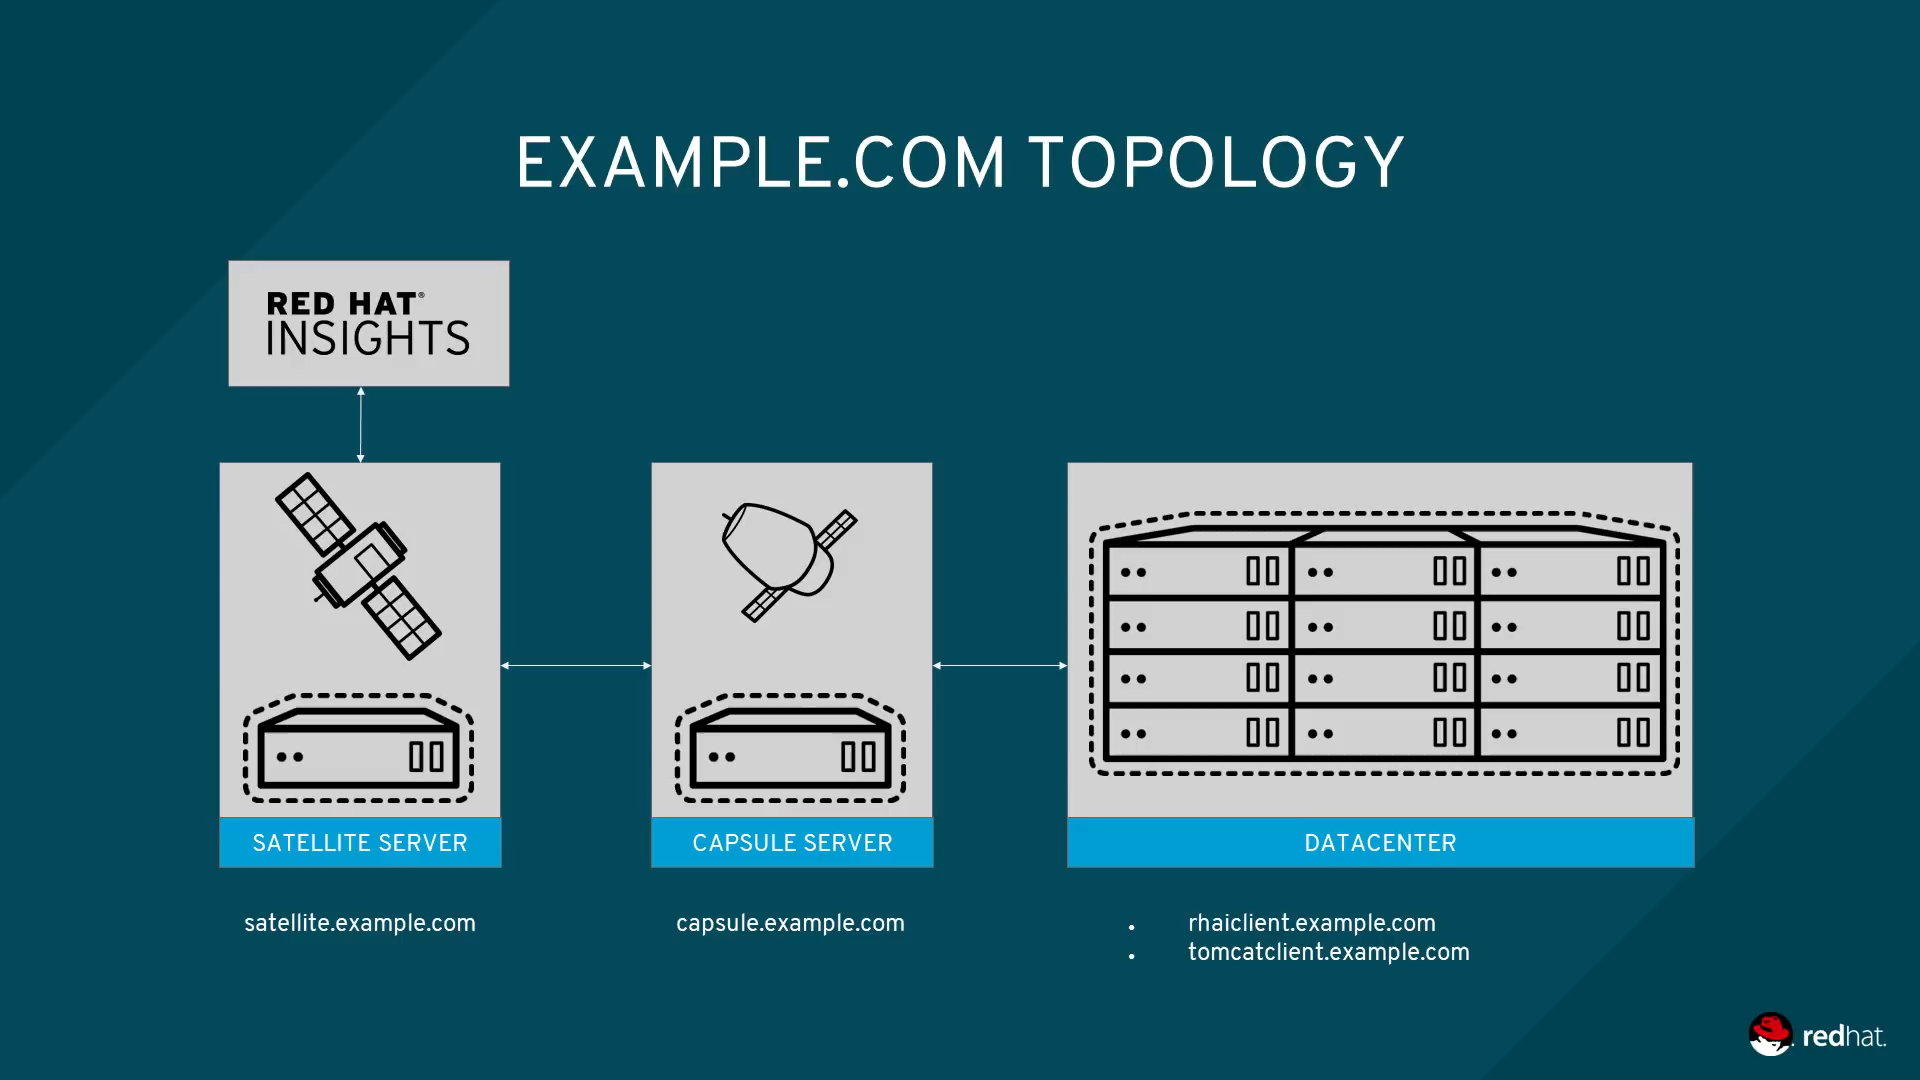 EXAMPLE.COM TOPOLOGY
RED HAT®
INSIGHTS
SATELLITE SERVER
CAPSULE SERVER
DATACENTER
satellite.example.com
capsule.example.com
• rhaiclient.example.com
• tomcatclient.example.com
redhat.